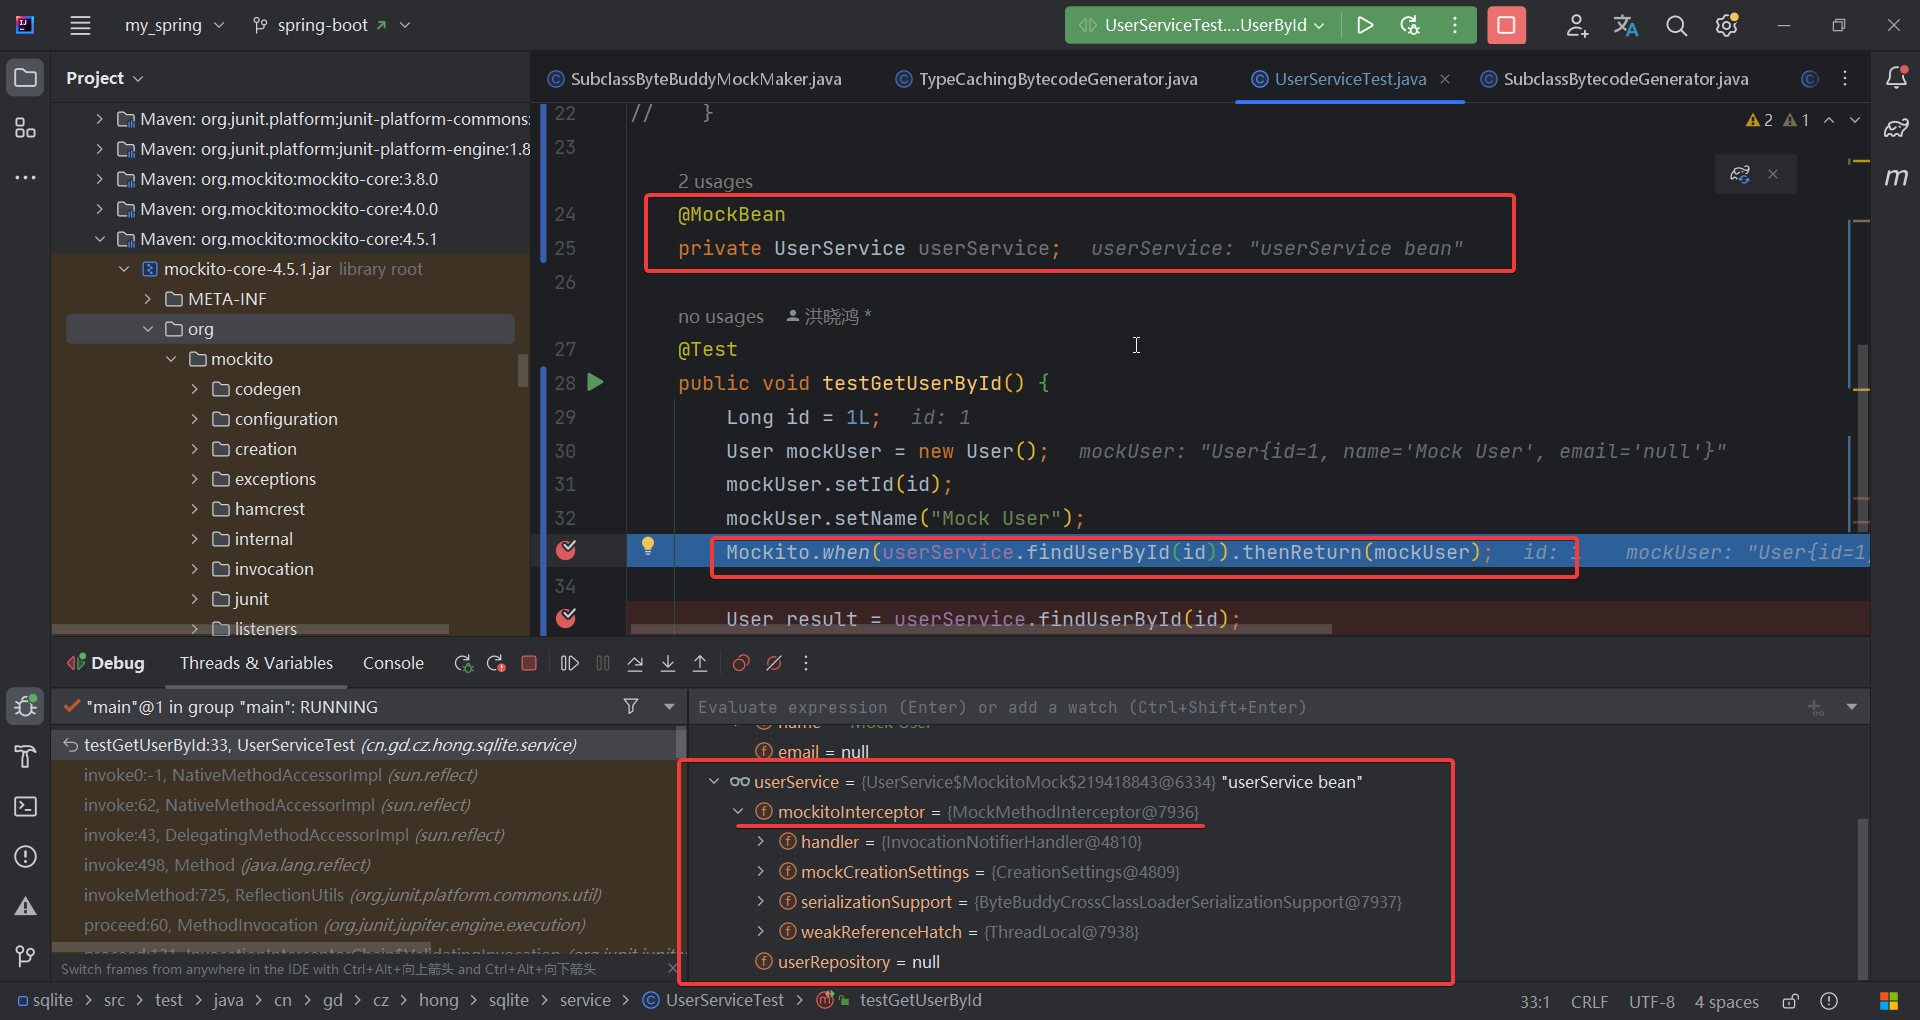 my_spring
spring-boot
UserServiceTest....UserById
Project
SubclassByteBuddyMockMaker.java
TypeCachingBytecodeGenerator.java
UserServiceTest.java
SubclassBytecodeGenerator.java
Maven: org.junit.platform:junit-platform-commons:
Maven: org.junit.platform:junit-platform-engine:1.8
Maven: org.mockito:mockito-core:3.8.0
Maven: org.mockito:mockito-core:4.0.0
Maven: org.mockito:mockito-core:4.5.1
mockito-core-4.5.1.jar library root
META-INF
org
mockito
codegen
configuration
creation
exceptions
hamcrest
internal
invocation
junit
listeners
2 1
22 // }
23
2 usages
24 @MockBean
25 private UserService userService; userService: "userService bean"
26
no usages 洪晓鸿 *
27 @Test
28 public void testGetUserById() {
29 Long id = 1L; id: 1
30 User mockUser = new User(); mockUser: "User{id=1, name='Mock User', email='null'}"
31 mockUser.setId(id);
32 mockUser.setName("Mock User");
Mockito.when(userService.findUserById(id)).thenReturn(mockUser); id: 1 mockUser: "User{id=1,
34
User result = userService.findUserById(id);
Debug
Threads & Variables
Console
"main"@1 in group "main": RUNNING
testGetUserById:33, UserServiceTest (cn.gd.cz.hong.sqlite.service)
invoke0:-1, NativeMethodAccessorImpl (sun.reflect)
invoke:62, NativeMethodAccessorImpl (sun.reflect)
invoke:43, DelegatingMethodAccessorImpl (sun.reflect)
invoke:498, Method (java.lang.reflect)
invokeMethod:725, ReflectionUtils (org.junit.platform.commons.util)
proceed:60, MethodInvocation (org.junit.jupiter.engine.execution)
proceed:131, InvocationInterceptorChain$ValidatingInvocation (org.junit.jupite
Switch frames from anywhere in the IDE with Ctrl+Alt+向上箭头 and Ctrl+Alt+向下箭头
Evaluate expression (Enter) or add a watch (Ctrl+Shift+Enter)
name = "Mock User"
email = null
userService = {UserService$MockitoMock$219418843@6334} "userService bean"
mockitoInterceptor = {MockMethodInterceptor@7936}
handler = {InvocationNotifierHandler@4810}
mockCreationSettings = {CreationSettings@4809}
serializationSupport = {ByteBuddyCrossClassLoaderSerializationSupport@7937}
weakReferenceHatch = {ThreadLocal@7938}
userRepository = null
sqlite > src > test > java > cn > gd > cz > hong > sqlite > service > UserServiceTest > testGetUserById
33:1 CRLF UTF-8 4 spaces